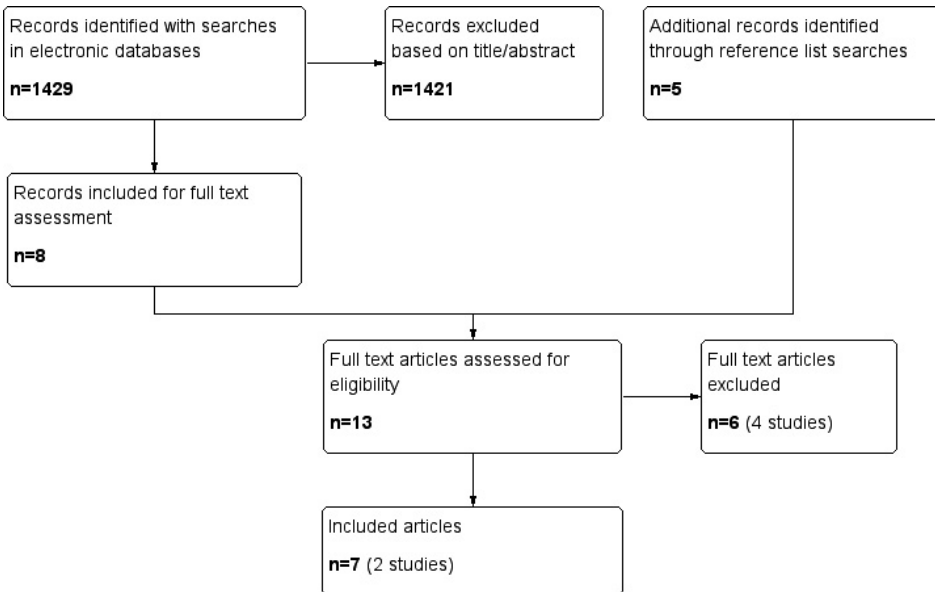 Records identified with searches
in electronic databases
n=1429
Records excluded
based on title/abstract
n=1421
Additional records identified
through reference list searches
n=5
Records included for full text
assessment
n=8
Full text articles assessed for
eligibility
n=13
Full text articles
excluded
n=6 (4 studies)
Included articles
n=7 (2 studies)